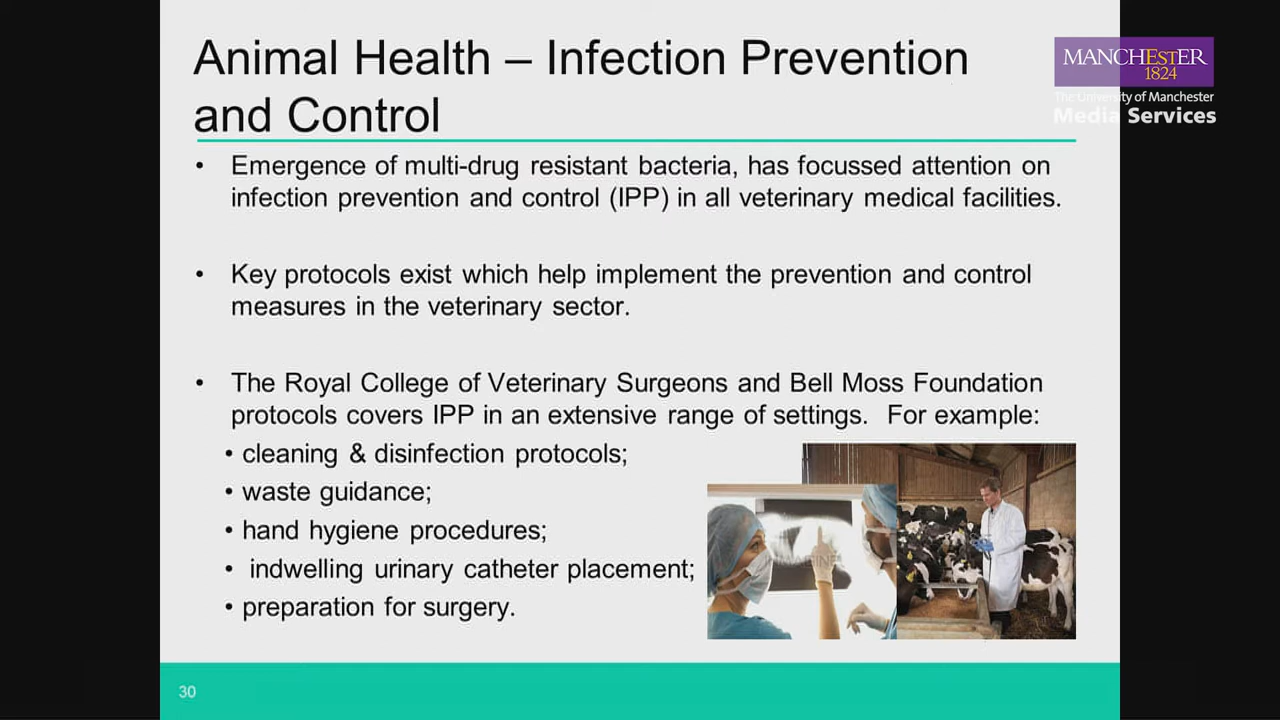 Animal Health – Infection Prevention
and Control
MANCHESTER
1824
The University of Manchester
Media Services
• Emergence of multi-drug resistant bacteria, has focussed attention on
infection prevention and control (IPP) in all veterinary medical facilities.
• Key protocols exist which help implement the prevention and control
measures in the veterinary sector.
• The Royal College of Veterinary Surgeons and Bell Moss Foundation
protocols covers IPP in an extensive range of settings. For example:
• cleaning & disinfection protocols;
• waste guidance;
• hand hygiene procedures;
• indwelling urinary catheter placement;
• preparation for surgery.
30